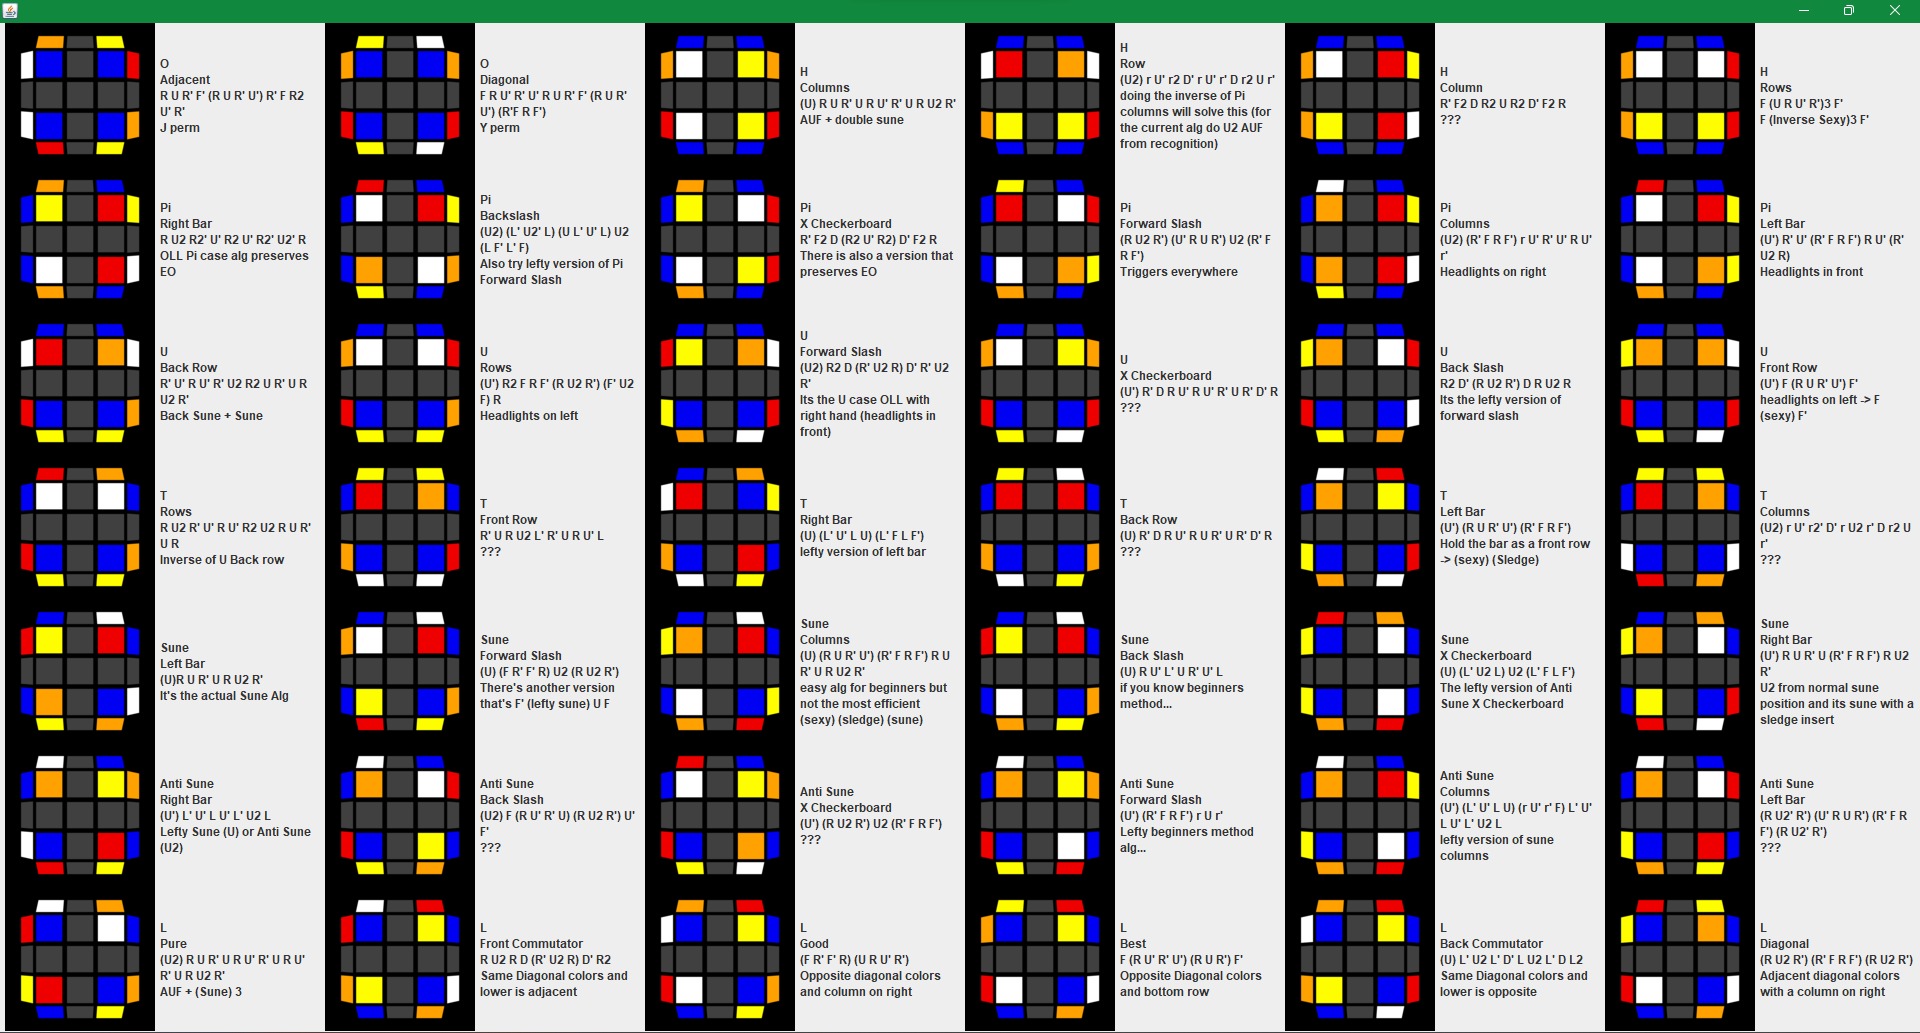 O
Adjacent
R U R' F' (R U R' U') R' F R2
U' R'
J perm
O
Diagonal
F R U' R' U' R U R' F' (R U R'
U') (R'F R F')
Y perm
H
Columns
(U) R U R' U R U' R' U R U2 R'
AUF + double sune
H
Row
(U2) r U' r2 D' r U' r' D r2 U r'
doing the inverse of Pi
columns will solve this (for
the current alg do U2 AUF
from recognition)
H
Column
R' F2 D R2 U R2 D' F2 R
???
H
Rows
F (U R U' R')3 F'
F (Inverse Sexy)3 F'
Pi
Right Bar
R U2 R2' U' R2 U' R2' U2' R
OLL Pi case alg preserves
EO
Pi
Backslash
(U2) (L' U2' L) (U L' U' L) U2
(L F' L' F)
Also try lefty version of Pi
Forward Slash
Pi
X Checkerboard
R' F2 D (R2 U' R2) D' F2 R
There is also a version that
preserves EO
Pi
Forward Slash
(R U2 R') (U' R U R') U2 (R' F
R F')
Triggers everywhere
Pi
Columns
(U2) (R' F R F') r U' R' U' R U'
r'
Headlights on right
Pi
Left Bar
(U') R' U' (R' F R F') R U' (R'
U2 R)
Headlights in front
U
Back Row
R' U' R U' R' U2 R2 U R' U R
U2 R'
Back Sune + Sune
U
Rows
(U') R2 F R F' (R U2 R') (F' U2
F) R
Headlights on left
U
Forward Slash
(U2) R2 D (R' U2 R) D' R' U2
R'
Its the U case OLL with
right hand (headlights in
front)
U
X Checkerboard
(U') R' D R U' R U' R' U R' D' R
???
U
Back Slash
R2 D' (R U2 R') D R U2 R
Its the lefty version of
forward slash
U
Front Row
(U') F (R U R' U') F'
headlights on left -> F
(sexy) F'
T
Rows
R U2 R' U' R U' R2 U2 R U R'
U R
Inverse of U Back row
T
Front Row
R' U R U2 L' R' U R U' L
???
T
Right Bar
(U) (L' U' L U) (L' F L F')
lefty version of left bar
T
Back Row
(U) R' D R U' R U R' U R' D' R
???
T
Left Bar
(U') (R U R' U') (R' F R F')
Hold the bar as a front row
-> (sexy) (Sledge)
T
Columns
(U2) r U' r2' D' r U2 r' D r2 U
r'
???
Sune
Left Bar
(U)R U R' U R U2 R'
It's the actual Sune Alg
Sune
Forward Slash
(U) (F R' F' R) U2 (R U2 R')
There's another version
that's F' (lefty sune) U F
Sune
Columns
(U) (R U R' U') (R' F R F') R U
R' U R U2 R'
easy alg for beginners but
not the most efficient
(sexy) (sledge) (sune)
Sune
Back Slash
(U) R U' L' U R' U' L
if you know beginners
method...
Sune
X Checkerboard
(U) (L' U2 L) U2 (L' F L F')
The lefty version of Anti
Sune X Checkerboard
Sune
Right Bar
(U') R U R' U (R' F R F') R U2
R'
U2 from normal sune
position and its sune with a
sledge insert
Anti Sune
Right Bar
(U') L' U' L U' L' U2 L
Lefty Sune (U) or Anti Sune
(U2)
Anti Sune
Back Slash
(U2) F (R U' R' U) (R U2 R') U'
F'
???
Anti Sune
X Checkerboard
(U') (R U2 R') U2 (R' F R F')
???
Anti Sune
Forward Slash
(U') (R' F R F') r U r'
Lefty beginners method
alg...
Anti Sune
Columns
(U') (L' U' L U) (r U' r' F) L' U'
L U' L' U2 L
lefty version of sune
columns
Anti Sune
Left Bar
(R U2' R') (U' R U R') (R' F R
F') (R U2' R')
???
L
Pure
(U2) R U R' U R U' R' U R U'
R' U R U2 R'
AUF + (Sune) 3
L
Front Commutator
R U2 R D (R' U2 R) D' R2
Same Diagonal colors and
lower is adjacent
L
Good
(F R' F' R) (U R U' R')
Opposite diagonal colors
and column on right
L
Best
F (R U' R' U') (R U R') F'
Opposite Diagonal colors
and bottom row
L
Back Commutator
(U) L' U2 L' D' L U2 L' D L2
Same Diagonal colors and
lower is opposite
L
Diagonal
(R U2 R') (R' F R F') (R U2 R')
Adjacent diagonal colors
with a column on right